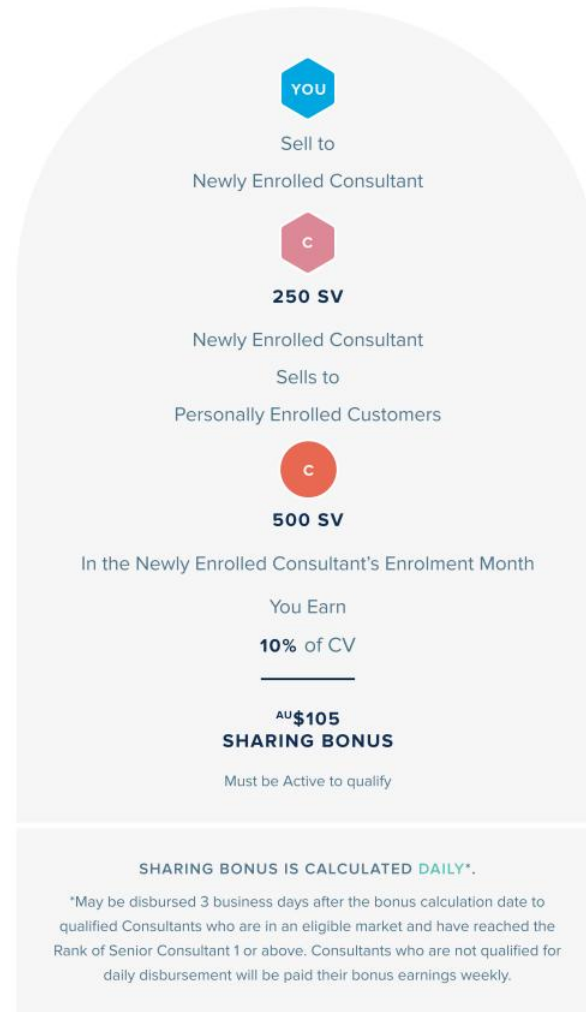 YOU
Sell to
Newly Enrolled Consultant
C
250 SV
Newly Enrolled Consultant
Sells to
Personally Enrolled Customers
C
500 SV
In the Newly Enrolled Consultant’s Enrolment Month
You Earn
10% of CV
AU$105
SHARING BONUS
Must be Active to qualify
SHARING BONUS IS CALCULATED DAILY*.
*May be disbursed 3 business days after the bonus calculation date to
qualified Consultants who are in an eligible market and have reached the
Rank of Senior Consultant 1 or above. Consultants who are not qualified for
daily disbursement will be paid their bonus earnings weekly.